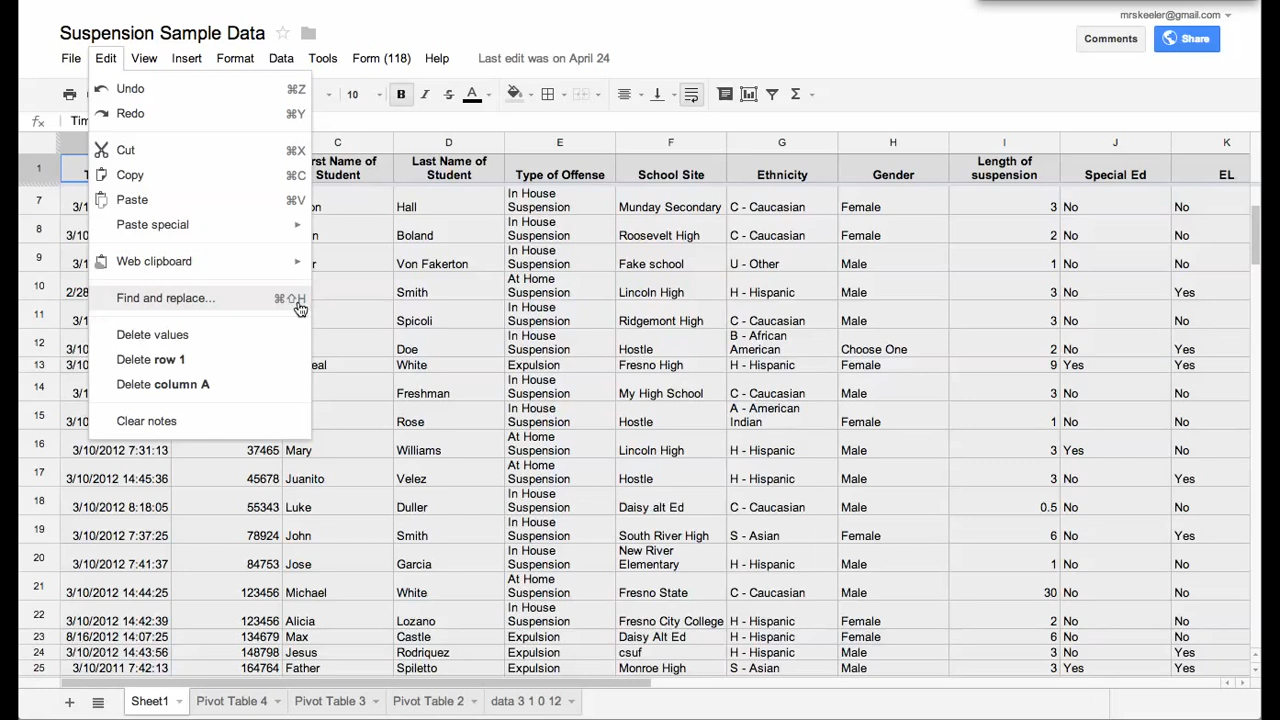 mrskeeler@gmail.com
Suspension Sample Data
Comments
Share
File Edit View Insert Format Data Tools Form (118) Help Last edit was on April 24
10 B I S A Σ
fx
Undo ⌘Z
Redo ⌘Y
Cut ⌘X
Copy ⌘C
Paste ⌘V
Paste special
Web clipboard
Find and replace... ⌘⇧H
Delete values
Delete row 1
Delete column A
Clear notes
C D E F G H I J K
1 Student Last Name of Student Type of Offense School Site Ethnicity Gender Length of suspension Special Ed EL
7 Hall In House Suspension Munday Secondary C - Caucasian Female 3 No No
8 Boland In House Suspension Roosevelt High C - Caucasian Female 2 No No
9 Von Fakerton In House Suspension Fake school U - Other Male 1 No No
10 Smith At Home Suspension Lincoln High H - Hispanic Male 3 No Yes
11 Spicoli In House Suspension Ridgemont High C - Caucasian Male 3 No No
12 Doe In House Suspension Hostle B - African American Choose One 2 No Yes
13 White Expulsion Fresno High H - Hispanic Female 9 Yes Yes
14 Freshman In House Suspension My High School C - Caucasian Male 3 No No
15 Rose In House Suspension Hostle A - American Indian Female 1 No No
16 3/10/2012 7:31:13 37465 Mary Williams At Home Suspension Lincoln High H - Hispanic Male 3 Yes No
17 3/10/2012 14:45:36 45678 Juanito Velez At Home Suspension Hostle H - Hispanic Male 3 No Yes
18 3/10/2012 8:18:05 55343 Luke Duller In House Suspension Daisy alt Ed C - Caucasian Male 0.5 No No
19 3/10/2012 7:37:25 78924 John Smith In House Suspension South River High S - Asian Female 6 No Yes
20 3/10/2012 7:41:37 84753 Jose Garcia In House Suspension New River Elementary H - Hispanic Male 1 No No
21 3/10/2012 14:44:25 123456 Michael White At Home Suspension Fresno State C - Caucasian Male 30 No No
22 3/10/2012 14:42:39 123456 Alicia Lozano In House Suspension Fresno City College H - Hispanic Female 2 No No
23 8/16/2012 14:07:25 134679 Max Castle Expulsion Daisy Alt Ed H - Hispanic Female 6 No No
24 3/10/2012 14:43:56 148798 Jesus Rodriquez Expulsion csuf H - Hispanic Male 3 No Yes
25 3/10/2011 7:42:13 164764 Father Spiletto Expulsion Monroe High S - Asian Male 3 Yes Yes
Sheet1 Pivot Table 4 Pivot Table 3 Pivot Table 2 data 3 1 0 12